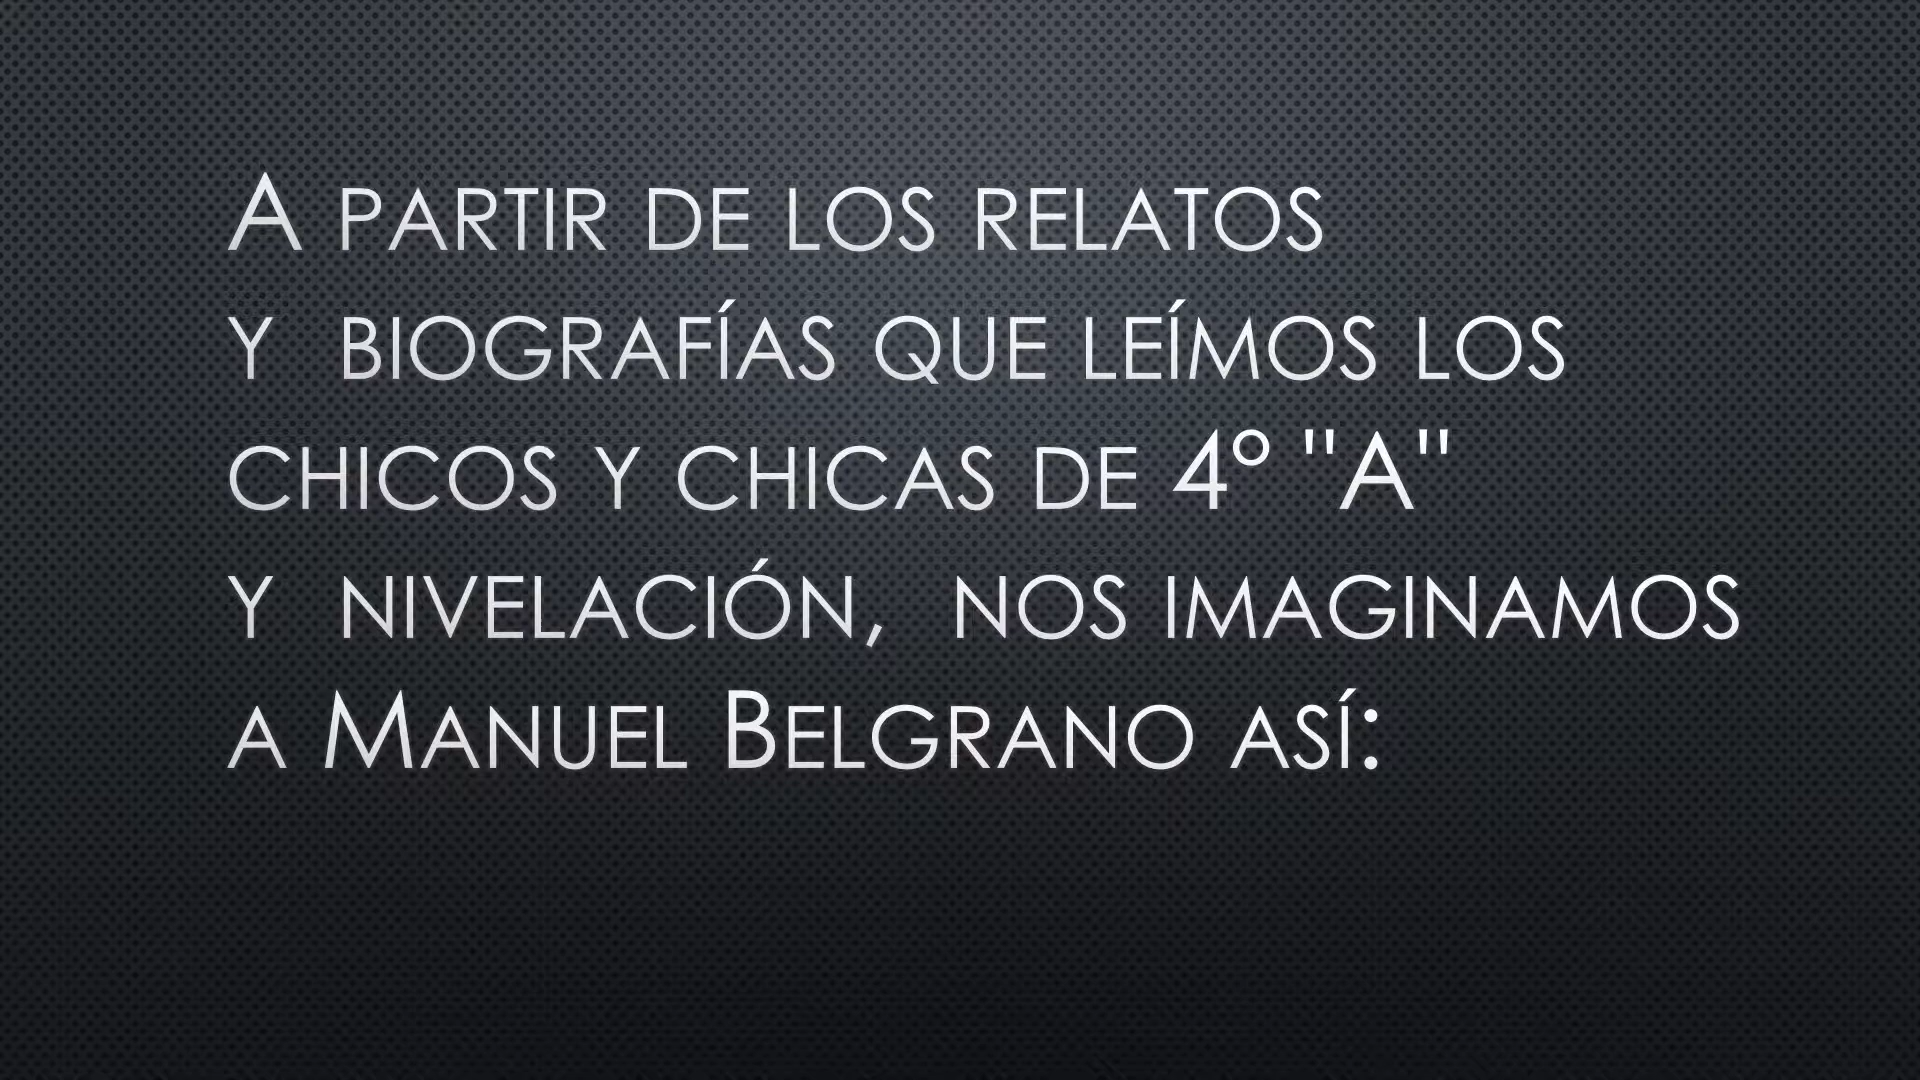 A partir de los relatos
y biografías que leímos los
chicos y chicas de 4° "A"
y nivelación, nos imaginamos
a Manuel Belgrano así: